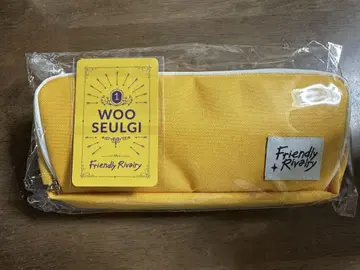 1
WOO
SEULGI
Friendly Rivalry
Friendly
+ Rivalry